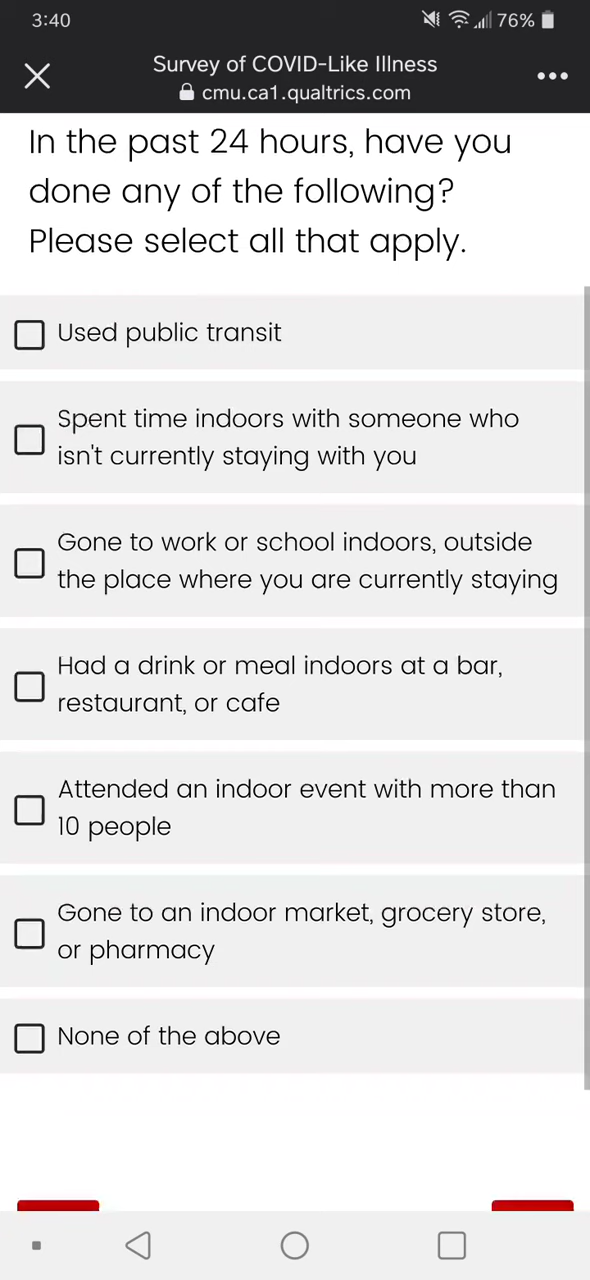 3:40
76%
Survey of COVID-Like Illness
cmu.ca1.qualtrics.com
In the past 24 hours, have you
done any of the following?
Please select all that apply.
Used public transit
Spent time indoors with someone who
isn't currently staying with you
Gone to work or school indoors, outside
the place where you are currently staying
Had a drink or meal indoors at a bar,
restaurant, or cafe
Attended an indoor event with more than
10 people
Gone to an indoor market, grocery store,
or pharmacy
None of the above